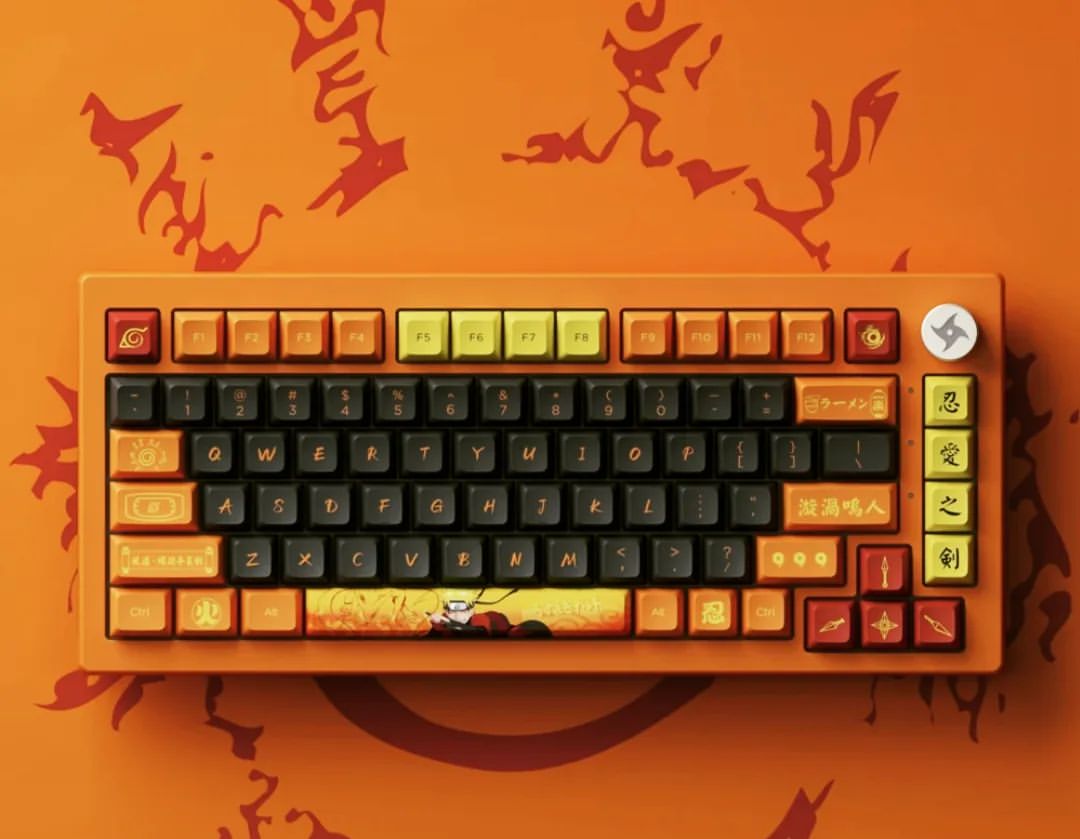 F1 F2 F3 F4 F5 F6 F7 F8 F9 F10 F11 F12
! 1 @ 2 # 3 $ 4 % 5 ^ 6 & 7 * 8 ( 9 ) 0 - + = ラーメン 忍
Q W E R T Y U I O P { [ } ] | \ 愛
A S D F G H J K L : ; " ' 漩渦鳴人 之
Z X C V B N M < , > . ? / 剣
Ctrl 火 Alt Alt 忍 Ctrl